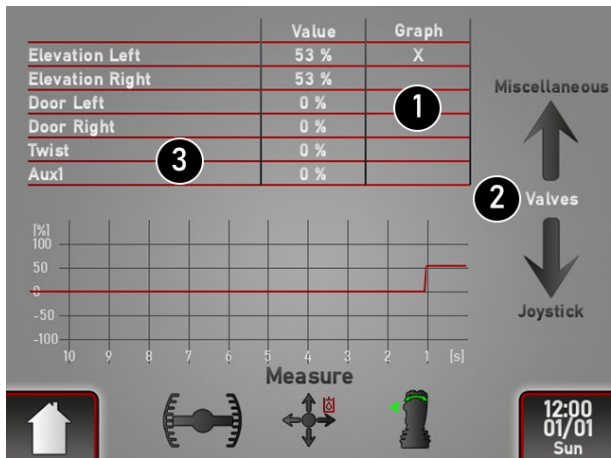 Value Graph
Elevation Left 53 % X
Elevation Right 53 %
Door Left 0 %
Door Right 0 %
Twist 0 %
Aux1 0 %
1
3
Miscellaneous
2 Valves
Joystick
[%]
100
50
0
-50
-100
10 9 8 7 6 5 4 3 2 1 [s]
Measure
12:00
01/01
Sun